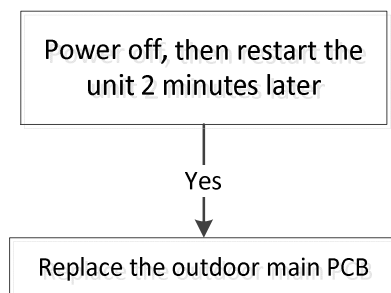 Power off, then restart the
unit 2 minutes later
Yes
Replace the outdoor main PCB